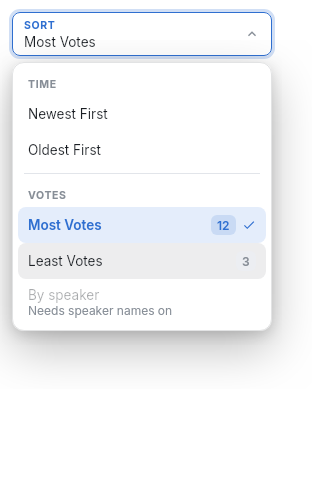 SORT
Most Votes
TIME
Newest First
Oldest First
VOTES
Most Votes 12
Least Votes 3
By speaker
Needs speaker names on